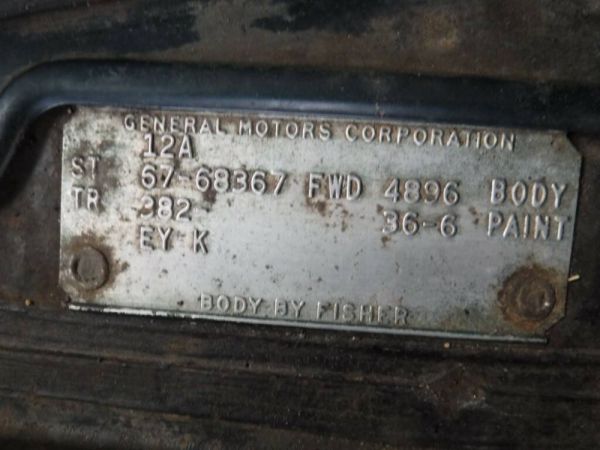 GENERAL MOTORS CORPORATION
12A
ST 67-68367 FWD 4896 BODY
TR 382 36-6 PAINT
EY K
BODY BY FISHER